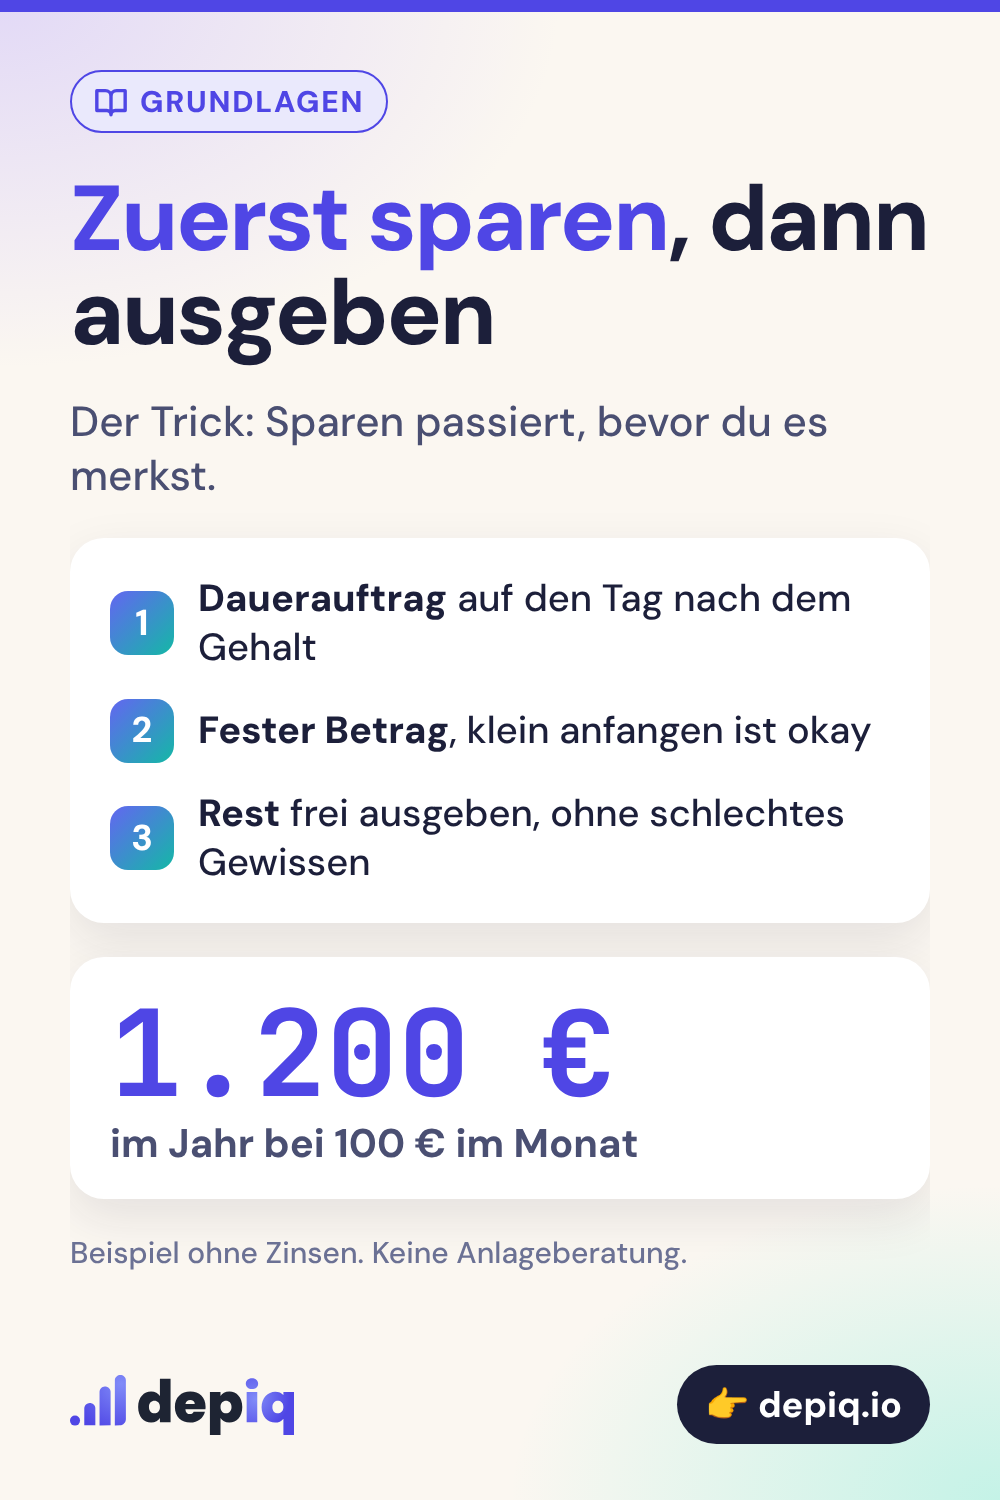 GRUNDLAGEN
Zuerst sparen, dann
ausgeben
Der Trick: Sparen passiert, bevor du es
merkst.
1 Dauerauftrag auf den Tag nach dem
Gehalt
2 Fester Betrag, klein anfangen ist okay
3 Rest frei ausgeben, ohne schlechtes
Gewissen
1.200 €
im Jahr bei 100 € im Monat
Beispiel ohne Zinsen. Keine Anlageberatung.
depiq
👉 depiq.io